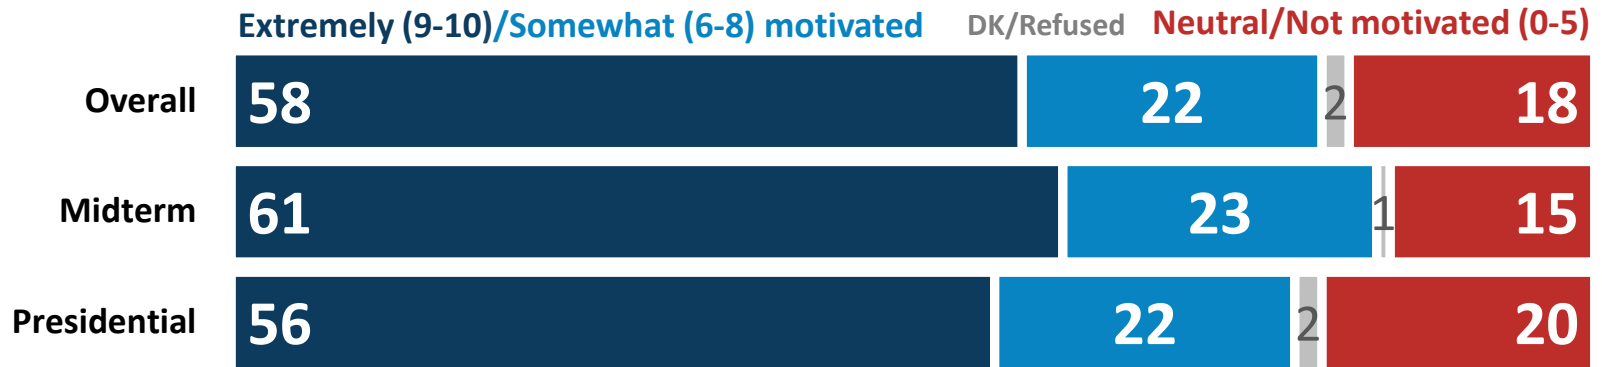 Extremely (9-10)/Somewhat (6-8) motivated DK/Refused Neutral/Not motivated (0-5)
Overall 58 22 2 18
Midterm 61 23 1 15
Presidential 56 22 2 20